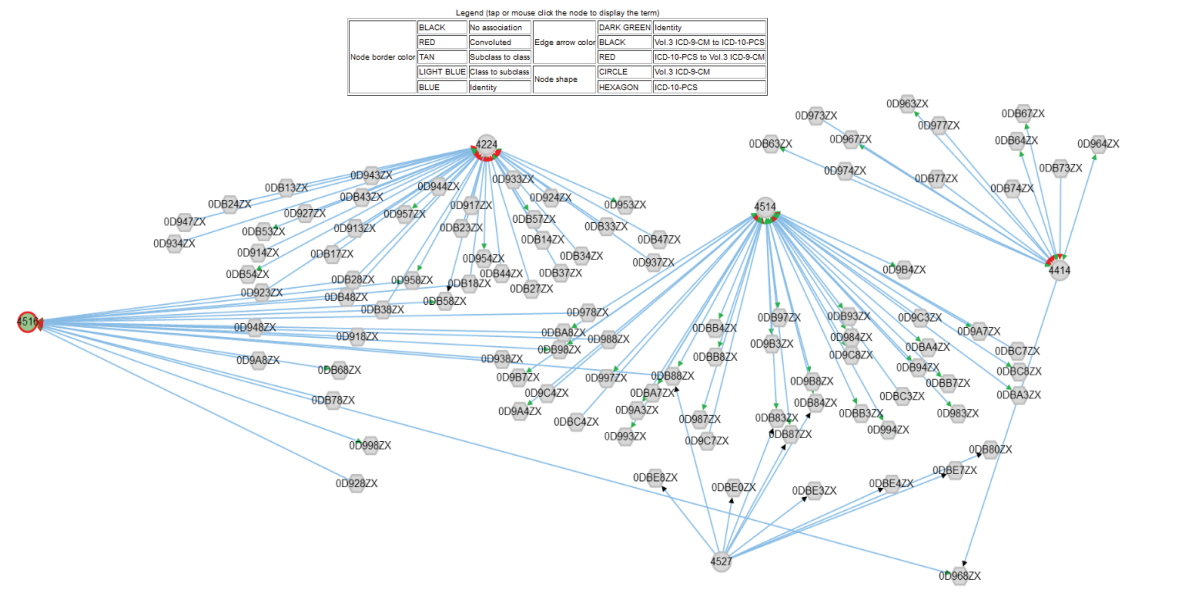 Legend (tap or mouse click the node to display the term)
Node border color
BLACK No association
RED Convoluted
TAN Subclass to class
LIGHT BLUE Class to subclass
BLUE Identity
Edge arrow color
DARK GREEN Identity
BLACK Vol.3 ICD-9-CM to ICD-10-PCS
RED ICD-10-PCS to Vol.3 ICD-9-CM
Node shape
CIRCLE Vol.3 ICD-9-CM
HEXAGON ICD-10-PCS
0D963ZX
0D973ZX
0DB67ZX
0D977ZX
0DB63ZX
0D967ZX
0DB64ZX
0D964ZX
4224
0D974ZX
0DB73ZX
0D943ZX
0D933ZX
0DB77ZX
0DB13ZX
0D944ZX
0DB74ZX
0DB43ZX
0D924ZX
0DB24ZX
0D917ZX
0D953ZX
4514
0D927ZX
0D957ZX
0DB57ZX
0D947ZX
0D913ZX
0DB23ZX
0DB33ZX
0DB53ZX
0D934ZX
0DB14ZX
0DB47ZX
0D914ZX
0DB17ZX
0D954ZX
0DB34ZX
0D937ZX
0DB54ZX
0DB44ZX
0DB37ZX
0D9B4ZX
4414
0DB28ZX
0D958ZX
0DB18ZX
0D923ZX
0DB48ZX
0DB58ZX
0DB27ZX
0DB38ZX
0D978ZX
4516
0D948ZX
0DBB4ZX
0DB97ZX
0DB93ZX
0D9C3ZX
0D918ZX
0DBA8ZX
0D988ZX
0D9B3ZX
0D984ZX
0D9A7ZX
0DB98ZX
0DBA4ZX
0DBC7ZX
0D9A8ZX
0D938ZX
0DBB8ZX
0D9C8ZX
0DB68ZX
0D9B7ZX
0D997ZX
0DB88ZX
0D9B8ZX
0DB94ZX
0DBC8ZX
0D9C4ZX
0DBA7ZX
0DBB7ZX
0DBC3ZX
0DBA3ZX
0DB78ZX
0D9A4ZX
0D9A3ZX
0DB84ZX
0DBC4ZX
0D987ZX
0DB83ZX
0DBB3ZX
0D983ZX
0D998ZX
0D993ZX
0D9C7ZX
0DB87ZX
0D994ZX
0DB80ZX
0D928ZX
0DBE8ZX
0DBE0ZX
0DBE3ZX
0DBE4ZX
0DBE7ZX
4527
0D968ZX